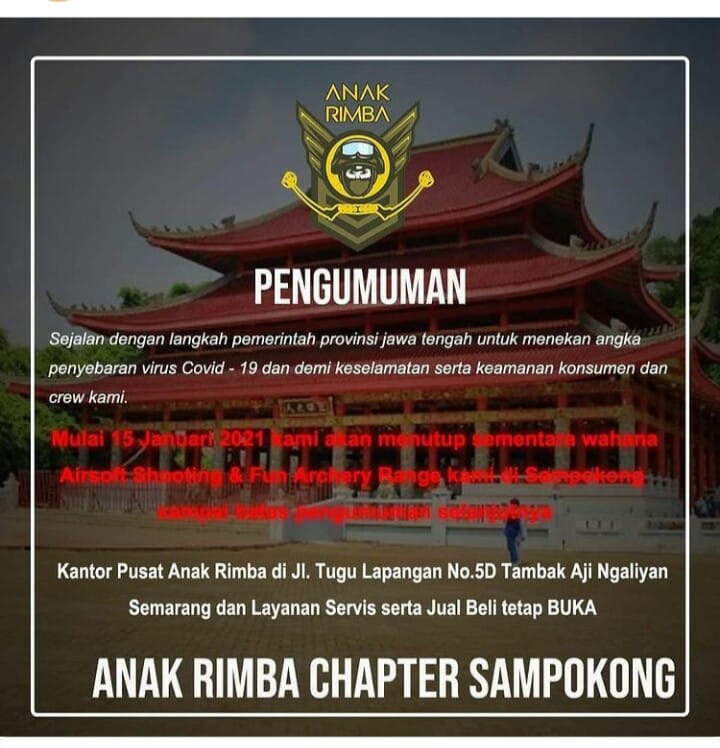 ANAK
RIMBA
PENGUMUMAN
Sejalan dengan langkah pemerintah provinsi jawa tengah untuk menekan angka
penyebaran virus Covid - 19 dan demi keselamatan serta keamanan konsumen dan
crew kami.
Mulai 15 Januari 2021 kami akan menutup sementara wahana
Airsoft Shooting & Fun Archery Range kami di Sampokong
sampai batas pengumuman selanjutnya
Kantor Pusat Anak Rimba di Jl. Tugu Lapangan No.5D Tambak Aji Ngaliyan
Semarang dan Layanan Servis serta Jual Beli tetap BUKA
ANAK RIMBA CHAPTER SAMPOKONG